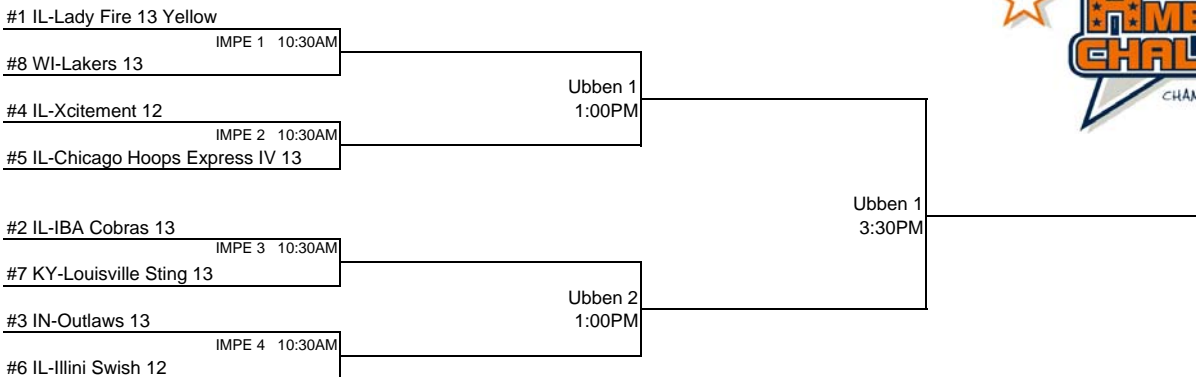 #1 IL-Lady Fire 13 Yellow
IMPE 1 10:30AM
#8 WI-Lakers 13
Ubben 1
1:00PM
#4 IL-Xcitement 12
IMPE 2 10:30AM
#5 IL-Chicago Hoops Express IV 13
Ubben 1
3:30PM
#2 IL-IBA Cobras 13
IMPE 3 10:30AM
#7 KY-Louisville Sting 13
Ubben 2
1:00PM
#3 IN-Outlaws 13
IMPE 4 10:30AM
#6 IL-Illini Swish 12